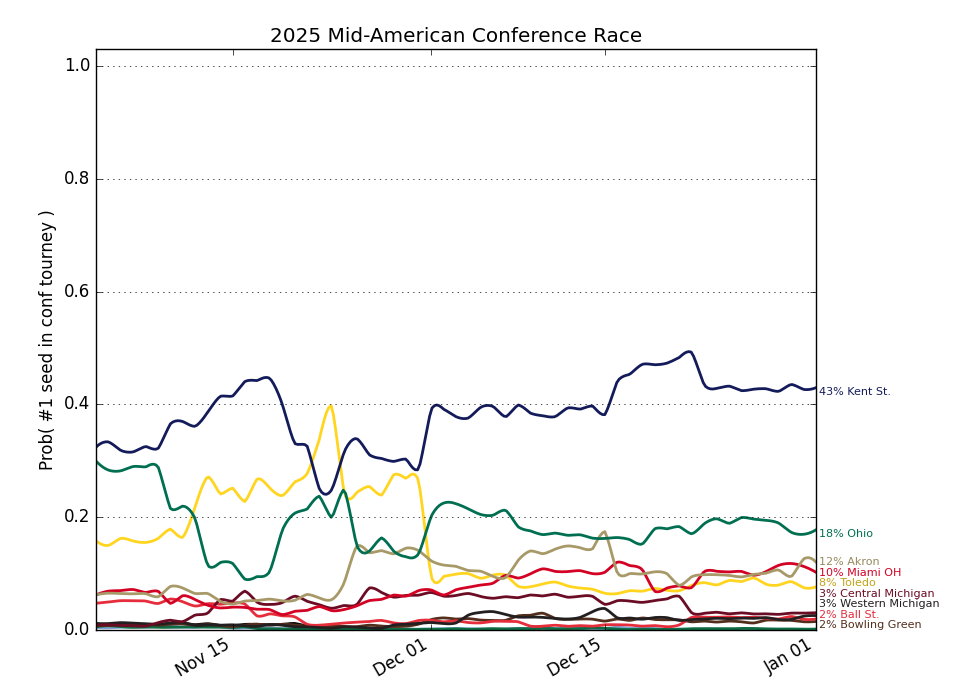 2025 Mid-American Conference Race
Prob( #1 seed in conf tourney )
1.0
0.8
0.6
0.4
0.2
0.0
Nov 15
Dec 01
Dec 15
Jan 01
43% Kent St.
18% Ohio
12% Akron
10% Miami OH
8% Toledo
3% Central Michigan
3% Western Michigan
2% Ball St.
2% Bowling Green